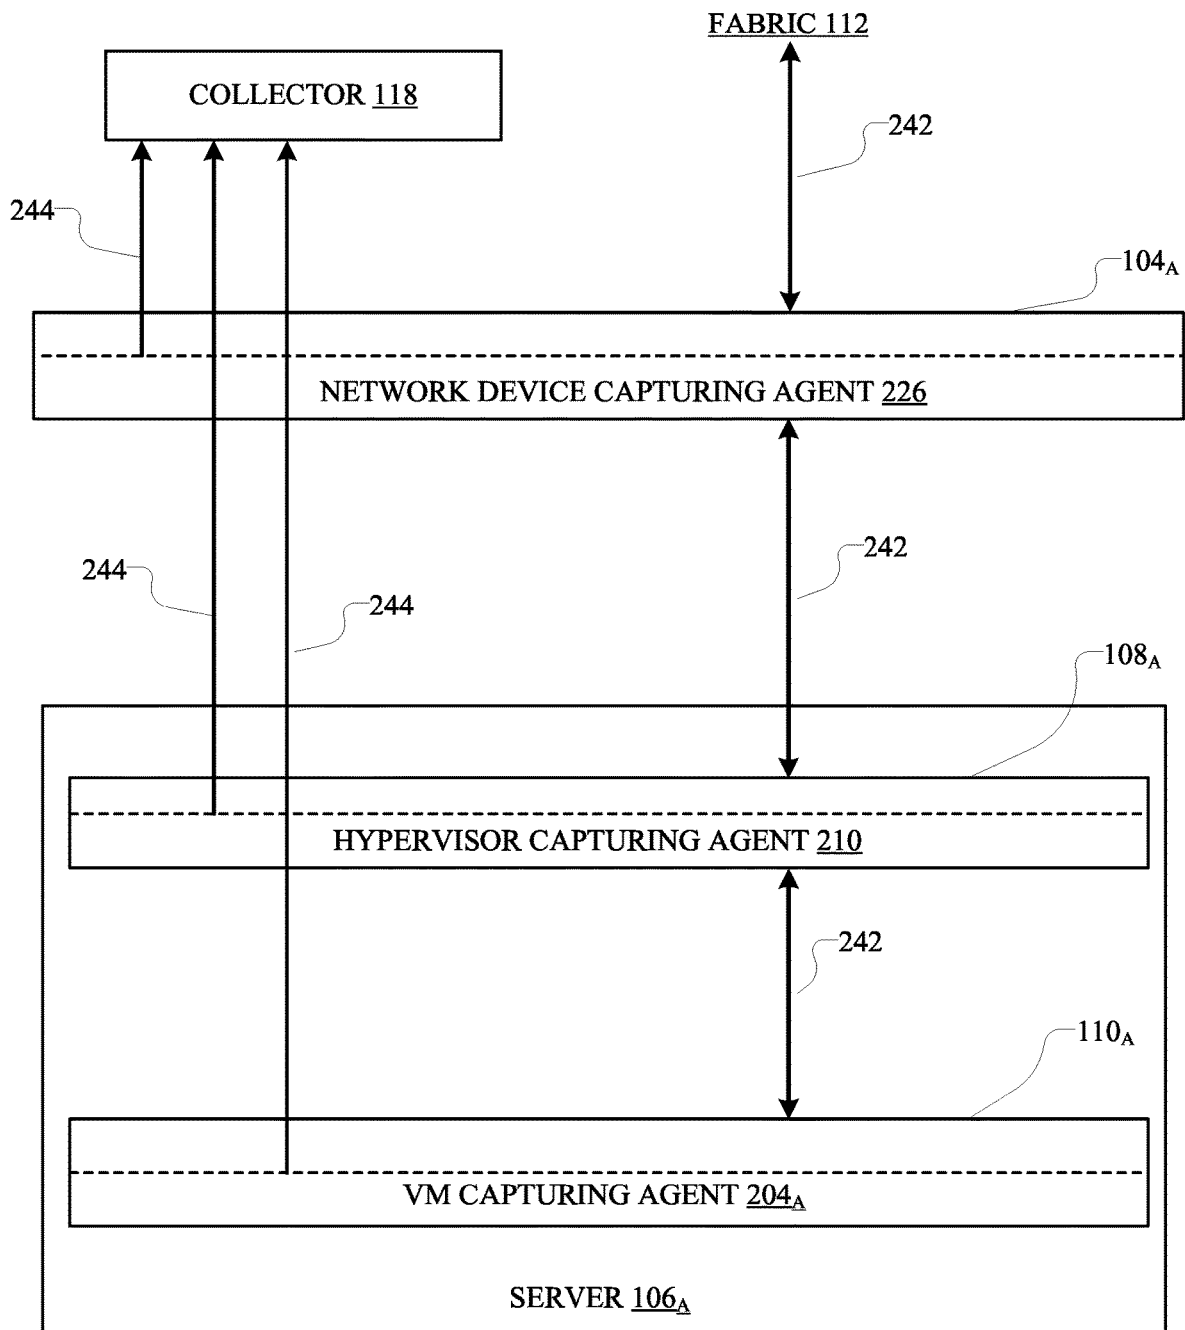 FABRIC 112
COLLECTOR 118
242
244
104A
NETWORK DEVICE CAPTURING AGENT 226
242
244
244
108A
HYPERVISOR CAPTURING AGENT 210
242
110A
VM CAPTURING AGENT 204A
SERVER 106A